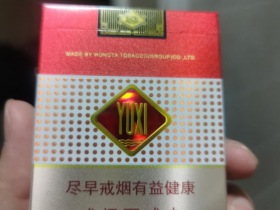 MADE BY HONGTA TOBACCO(GROUP)CO.,LTD.
YUXI
尽早戒烟有益健康